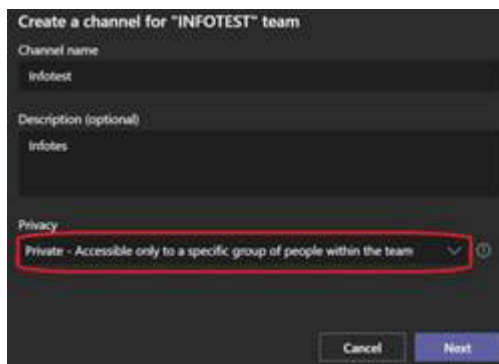 Create a channel for "INFOTEST" team
Channel name
Infotest
Description (optional)
Infotes
Privacy
Private - Accessible only to a specific group of people within the team
Cancel
Next